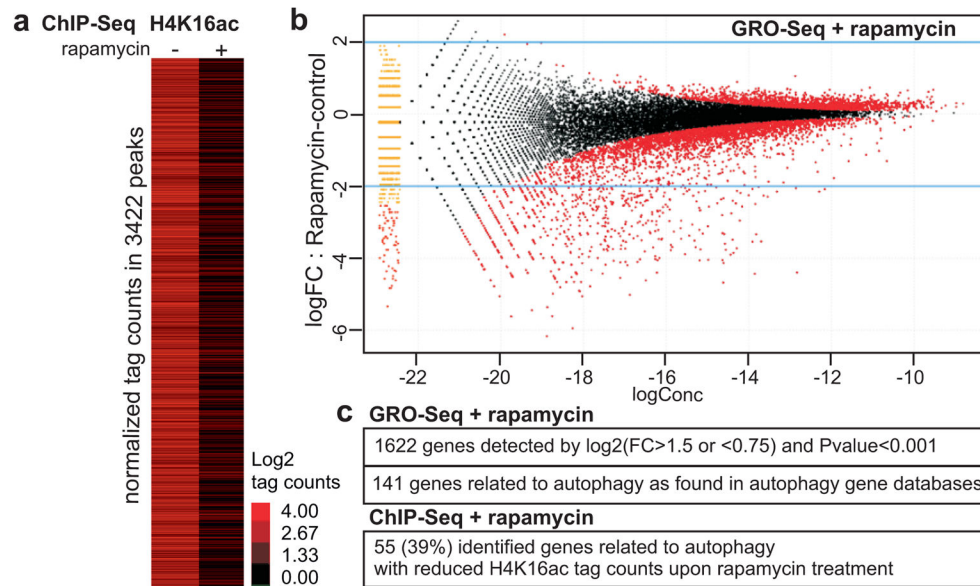 a ChIP-Seq H4K16ac
rapamycin - +
normalized tag counts in 3422 peaks
Log2
tag counts
4.00
2.67
1.33
0.00
b
GRO-Seq + rapamycin
logFC : Rapamycin-control
2
0
2
-4
-6
-22 -20 -18 -16 -14 -12 -10
logConc
c GRO-Seq + rapamycin
1622 genes detected by log2(FC>1.5 or <0.75) and Pvalue<0.001
141 genes related to autophagy as found in autophagy gene databases
ChIP-Seq + rapamycin
55 (39%) identified genes related to autophagy
with reduced H4K16ac tag counts upon rapamycin treatment